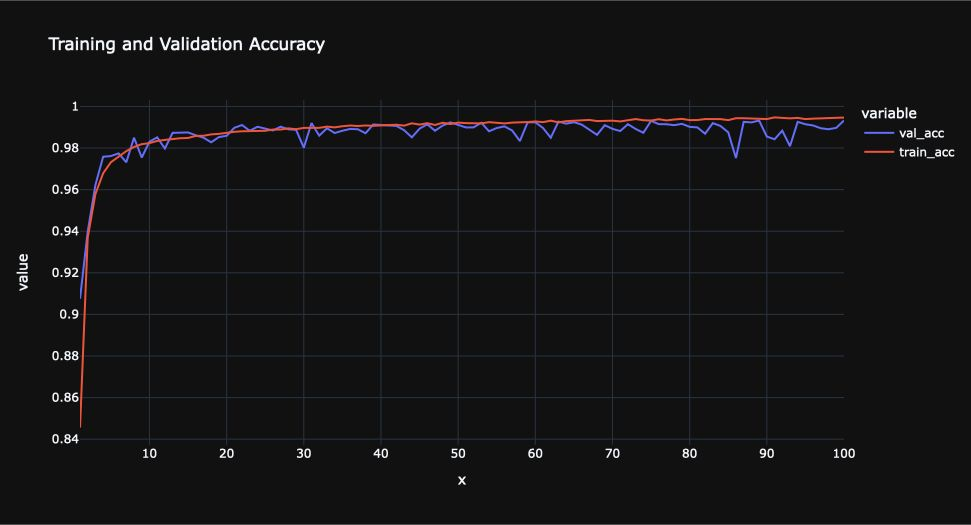 Training and Validation Accuracy
variable
val_acc
train_acc
value
1
0.98
0.96
0.94
0.92
0.9
0.88
0.86
0.84
10 20 30 40 50 60 70 80 90 100
x